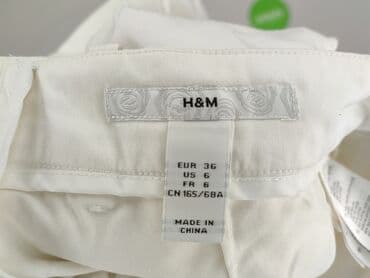 H&M
EUR 36
US 6
FR 6
CN 165/68A
MADE IN
CHINA